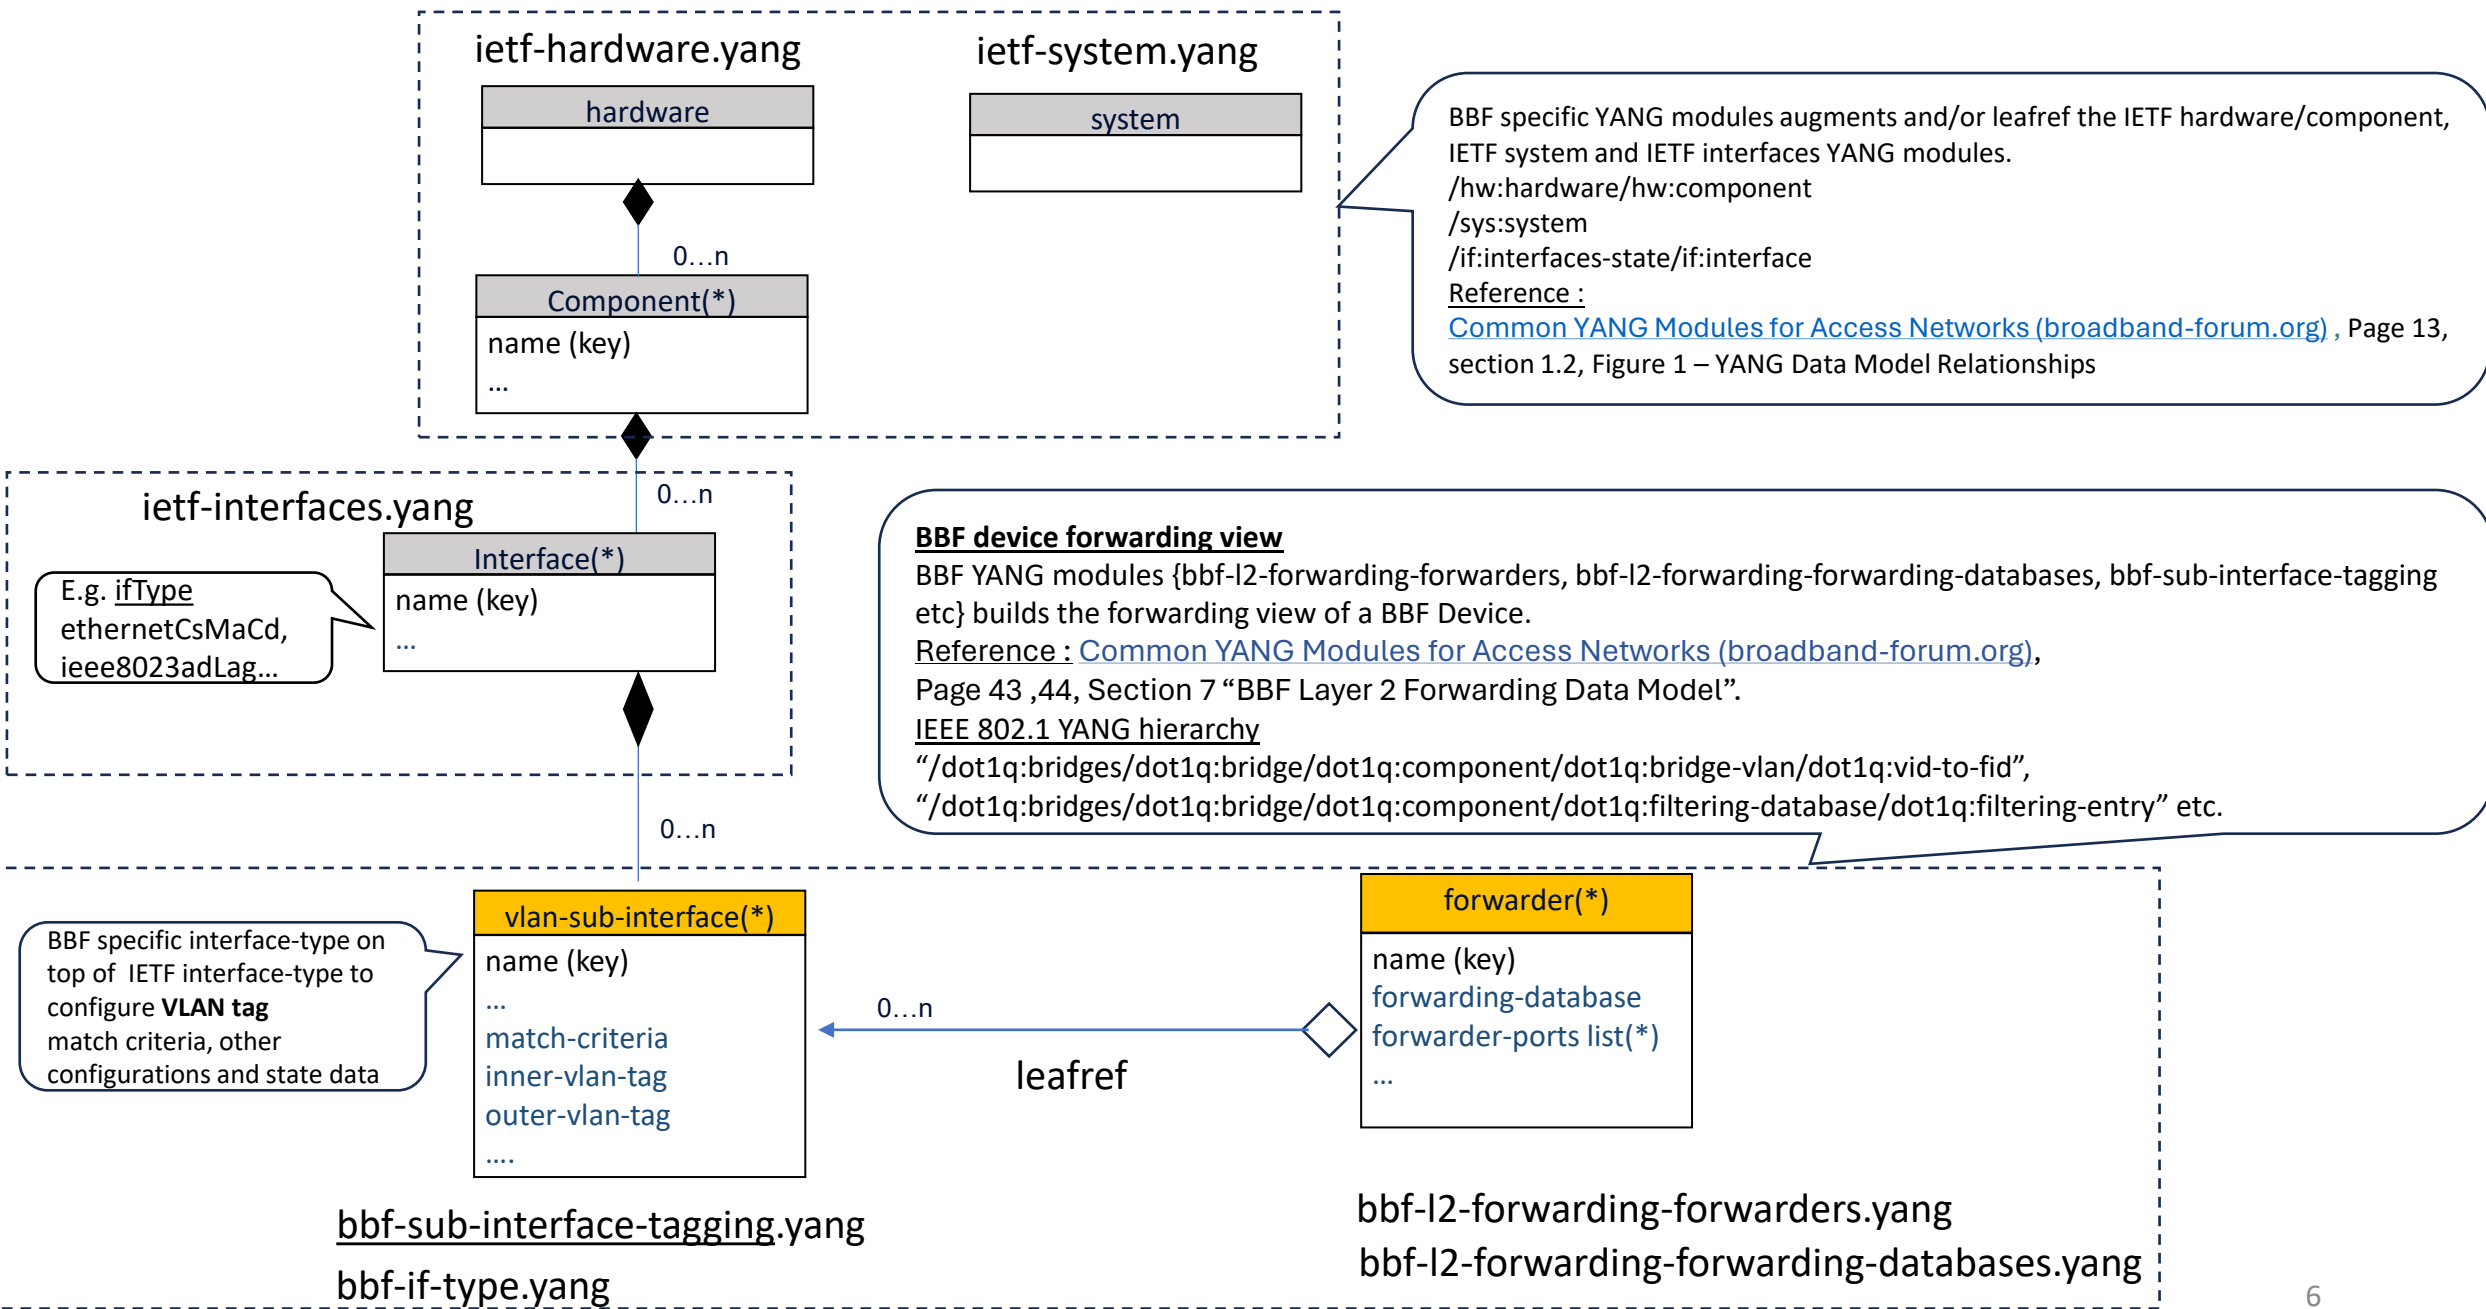 ietf-hardware.yang
ietf-system.yang
hardware
system
0...n
Component(*)
name (key)
...
BBF specific YANG modules augments and/or leafref the IETF hardware/component,
IETF system and IETF interfaces YANG modules.
/hw:hardware/hw:component
/sys:system
/if:interfaces-state/if:interface
Reference :
Common YANG Modules for Access Networks (broadband-forum.org) , Page 13,
section 1.2, Figure 1 – YANG Data Model Relationships
ietf-interfaces.yang
0...n
Interface(*)
name (key)
...
E.g. ifType
ethernetCsMaCd,
ieee8023adLag...
BBF device forwarding view
BBF YANG modules {bbf-l2-forwarding-forwarders, bbf-l2-forwarding-forwarding-databases, bbf-sub-interface-tagging
etc} builds the forwarding view of a BBF Device.
Reference : Common YANG Modules for Access Networks (broadband-forum.org),
Page 43 ,44, Section 7 “BBF Layer 2 Forwarding Data Model”.
IEEE 802.1 YANG hierarchy
“/dot1q:bridges/dot1q:bridge/dot1q:component/dot1q:bridge-vlan/dot1q:vid-to-fid”,
“/dot1q:bridges/dot1q:bridge/dot1q:component/dot1q:filtering-database/dot1q:filtering-entry” etc.
0...n
BBF specific interface-type on
top of IETF interface-type to
configure VLAN tag
match criteria, other
configurations and state data
vlan-sub-interface(*)
name (key)
...
match-criteria
inner-vlan-tag
outer-vlan-tag
....
0...n
leafref
forwarder(*)
name (key)
forwarding-database
forwarder-ports list(*)
...
bbf-sub-interface-tagging.yang
bbf-if-type.yang
bbf-l2-forwarding-forwarders.yang
bbf-l2-forwarding-forwarding-databases.yang
6